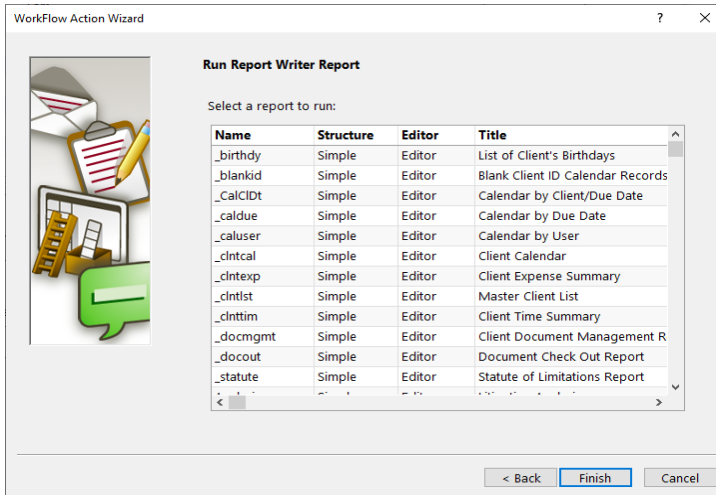 WorkFlow Action Wizard ? ×
Run Report Writer Report
Select a report to run:
Name Structure Editor Title
_birthdy Simple Editor List of Client's Birthdays
_blankid Simple Editor Blank Client ID Calendar Records
_CalClDt Simple Editor Calendar by Client/Due Date
_caldue Simple Editor Calendar by Due Date
_caluser Simple Editor Calendar by User
_clntcal Simple Editor Client Calendar
_clntexp Simple Editor Client Expense Summary
_clntlst Simple Editor Master Client List
_clnttim Simple Editor Client Time Summary
_docmgmt Simple Editor Client Document Management R
_docout Simple Editor Document Check Out Report
_statute Simple Editor Statute of Limitations Report
< Back Finish Cancel